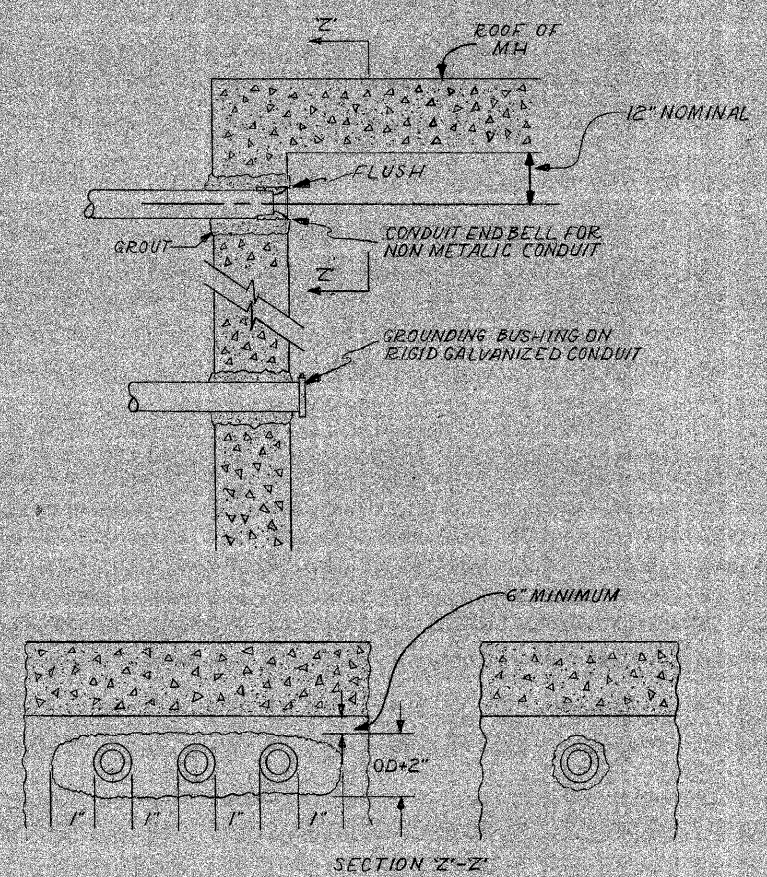 'Z'
ROOF OF
MH
12" NOMINAL
FLUSH
CONDUIT END BELL FOR
NON METALIC CONDUIT
GROUT
'Z'
GROUNDING BUSHING ON
RIGID GALVANIZED CONDUIT
6" MINIMUM
OD+2"
1" 1" 1" 1"
SECTION 'Z'-'Z'